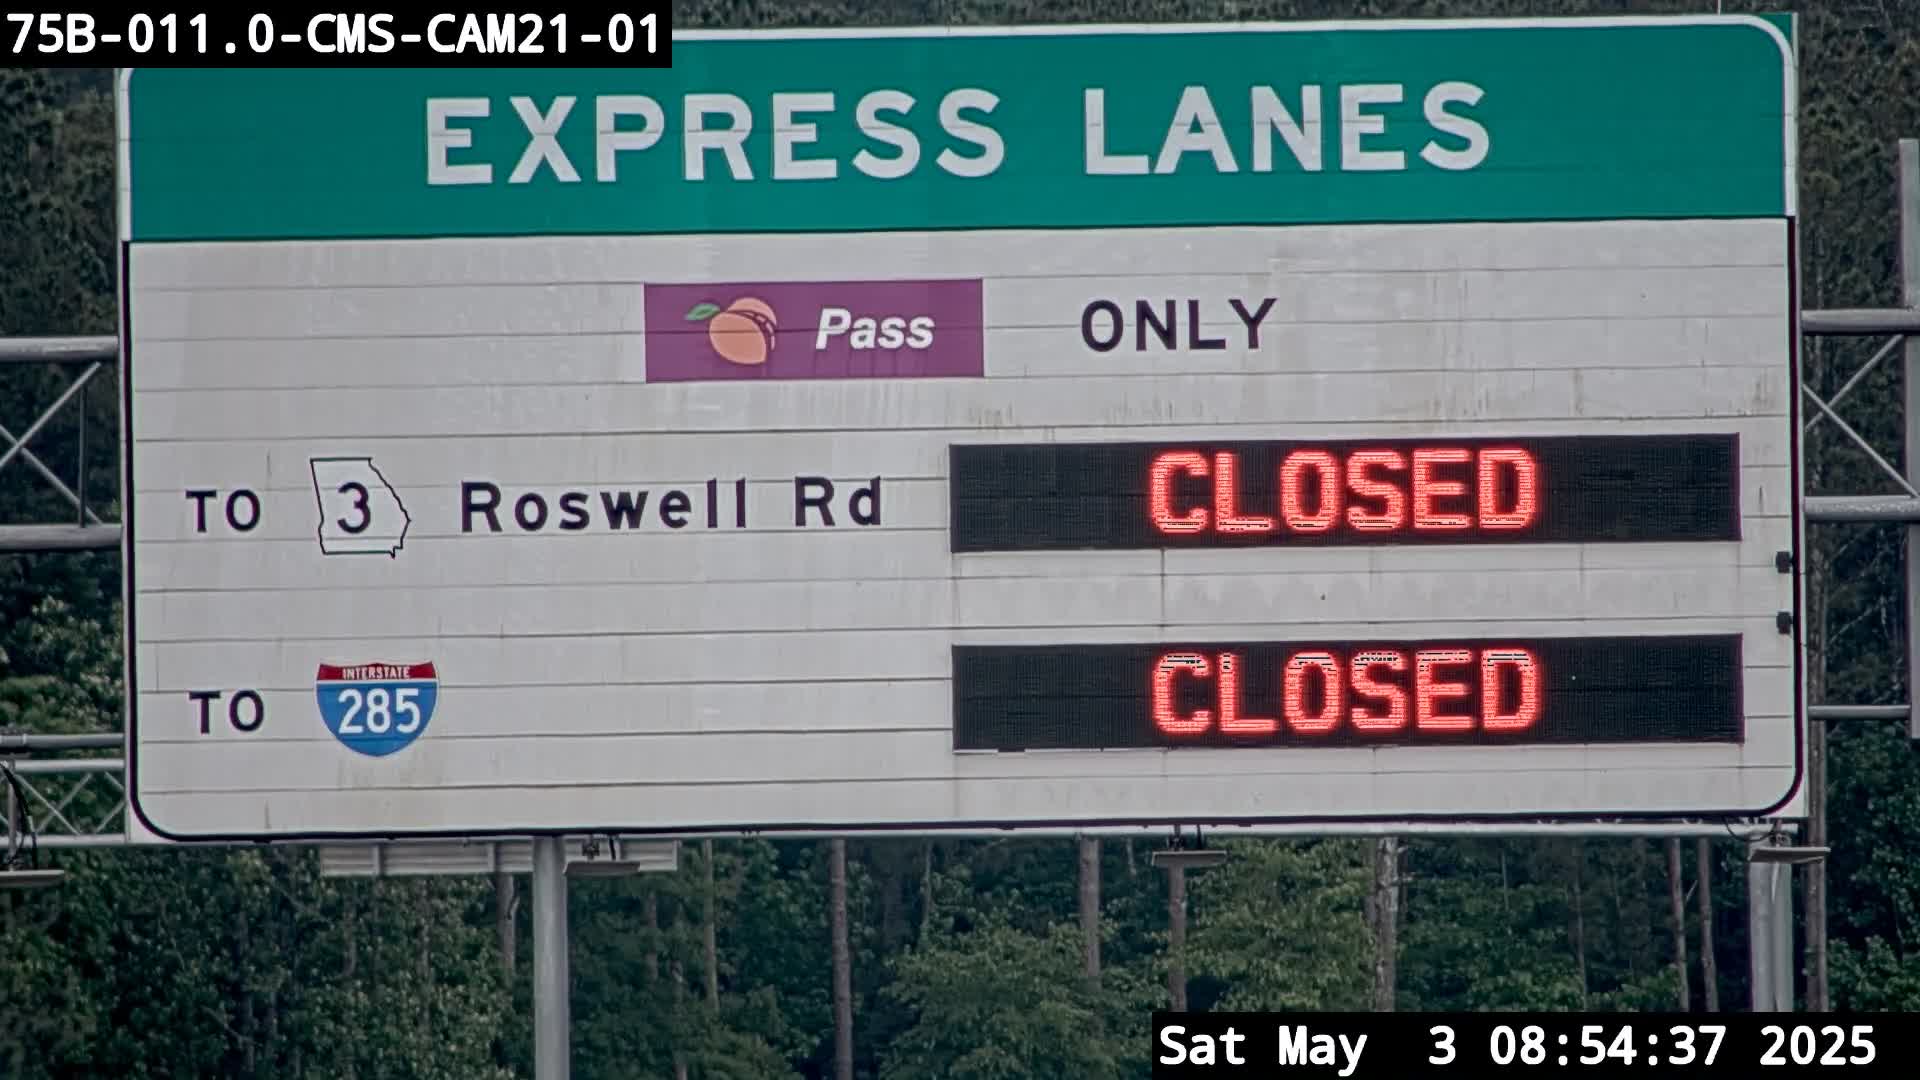 75B-011.0-CMS-CAM21-01
EXPRESS LANES
Pass ONLY
TO 3 Roswell Rd CLOSED
TO INTERSTATE 285 CLOSED
Sat May 3 08:54:37 2025